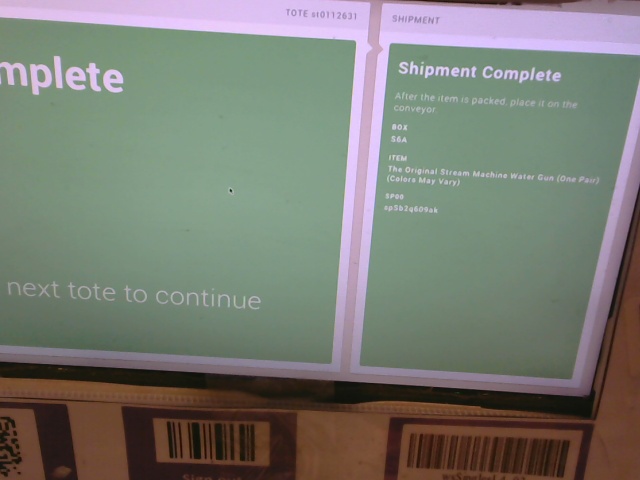 TOTE st0112631
mplete
next tote to continue
SHIPMENT
Shipment Complete
After the item is packed, place it on the
conveyor.
BOX
S6A
ITEM
The Original Stream Machine Water Gun (One Pair)
(Colors May Vary)
SP00
sp5b2q609ak